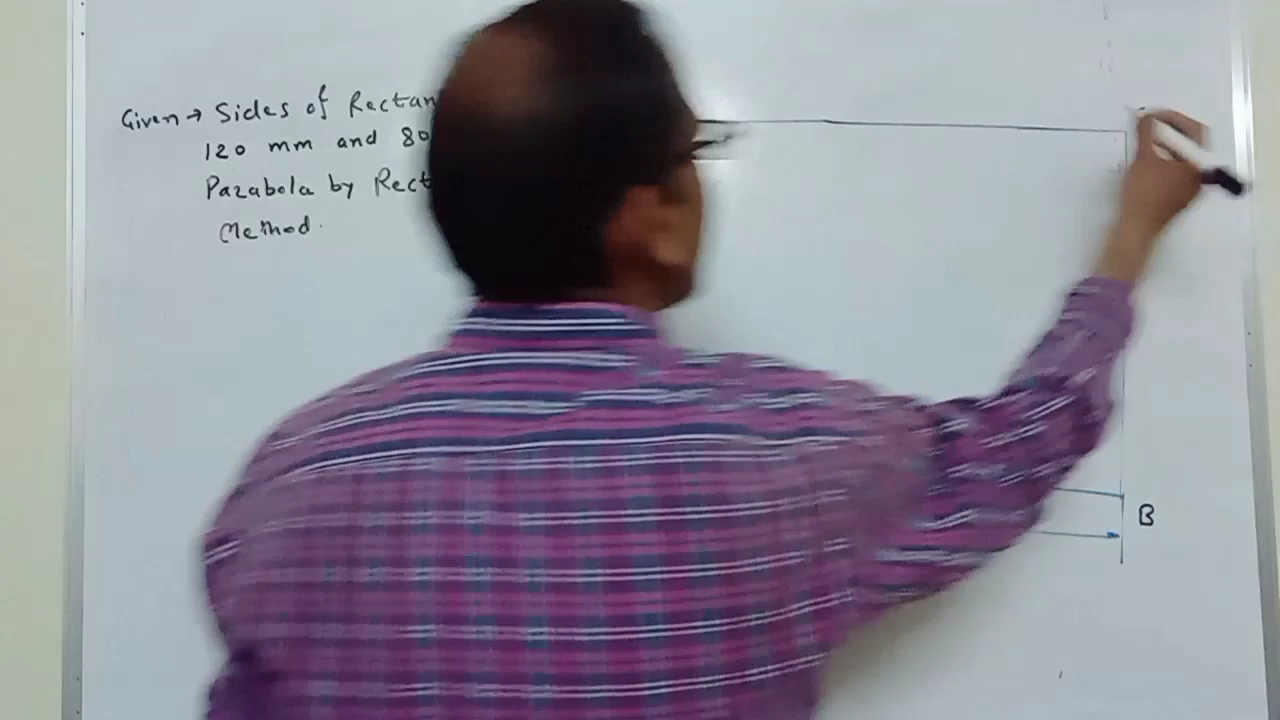 Given → Sides of Rectan
120 mm and 80
Parabola by Rect
Method.
B